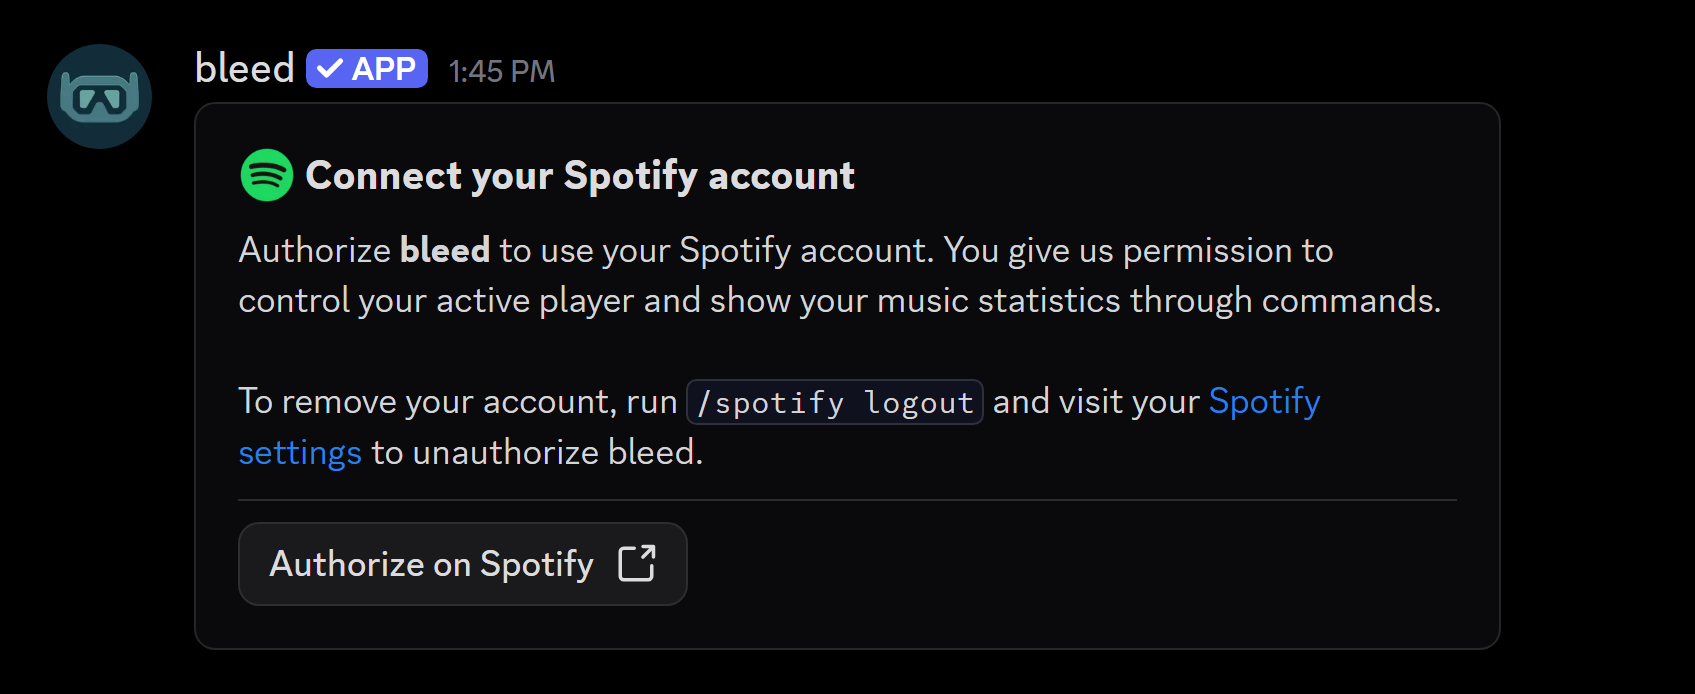 bleed APP 1:45 PM
Connect your Spotify account
Authorize bleed to use your Spotify account. You give us permission to
control your active player and show your music statistics through commands.
To remove your account, run /spotify logout and visit your Spotify
settings to unauthorize bleed.
Authorize on Spotify